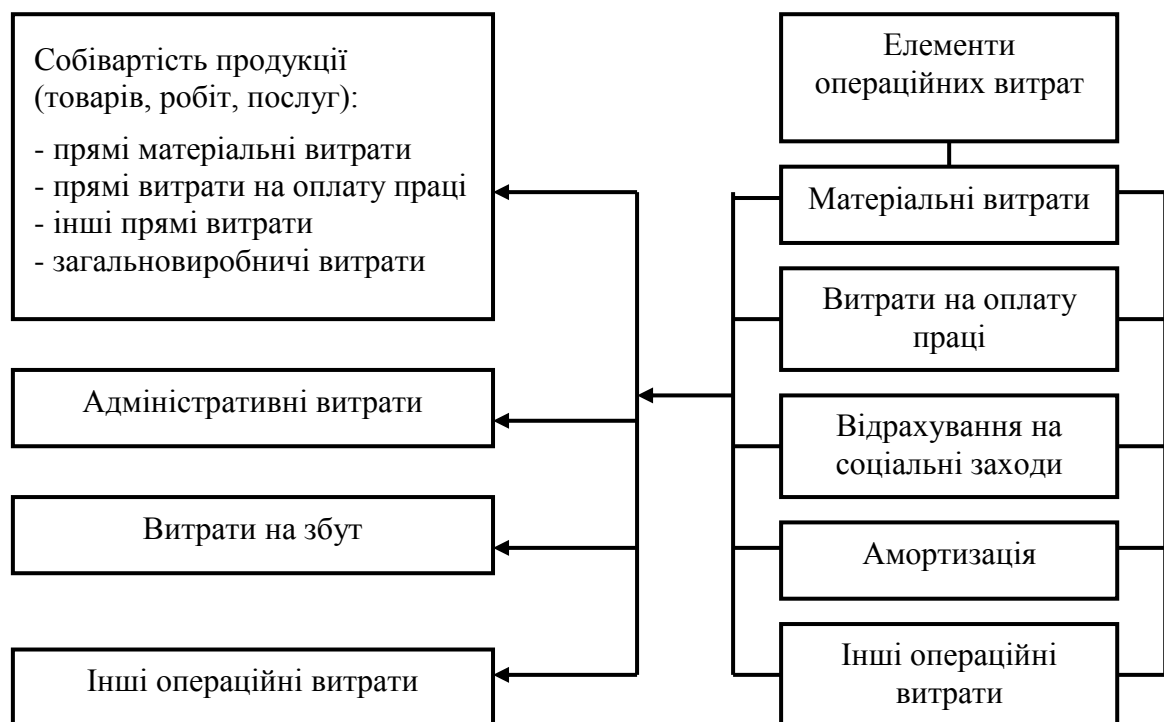 Собівартість продукції
(товарів, робіт, послуг):
- прямі матеріальні витрати
- прямі витрати на оплату праці
- інші прямі витрати
- загальновиробничі витрати
Адміністративні витрати
Витрати на збут
Інші операційні витрати
Елементи
операційних витрат
Матеріальні витрати
Витрати на оплату
праці
Відрахування на
соціальні заходи
Амортизація
Інші операційні
витрати